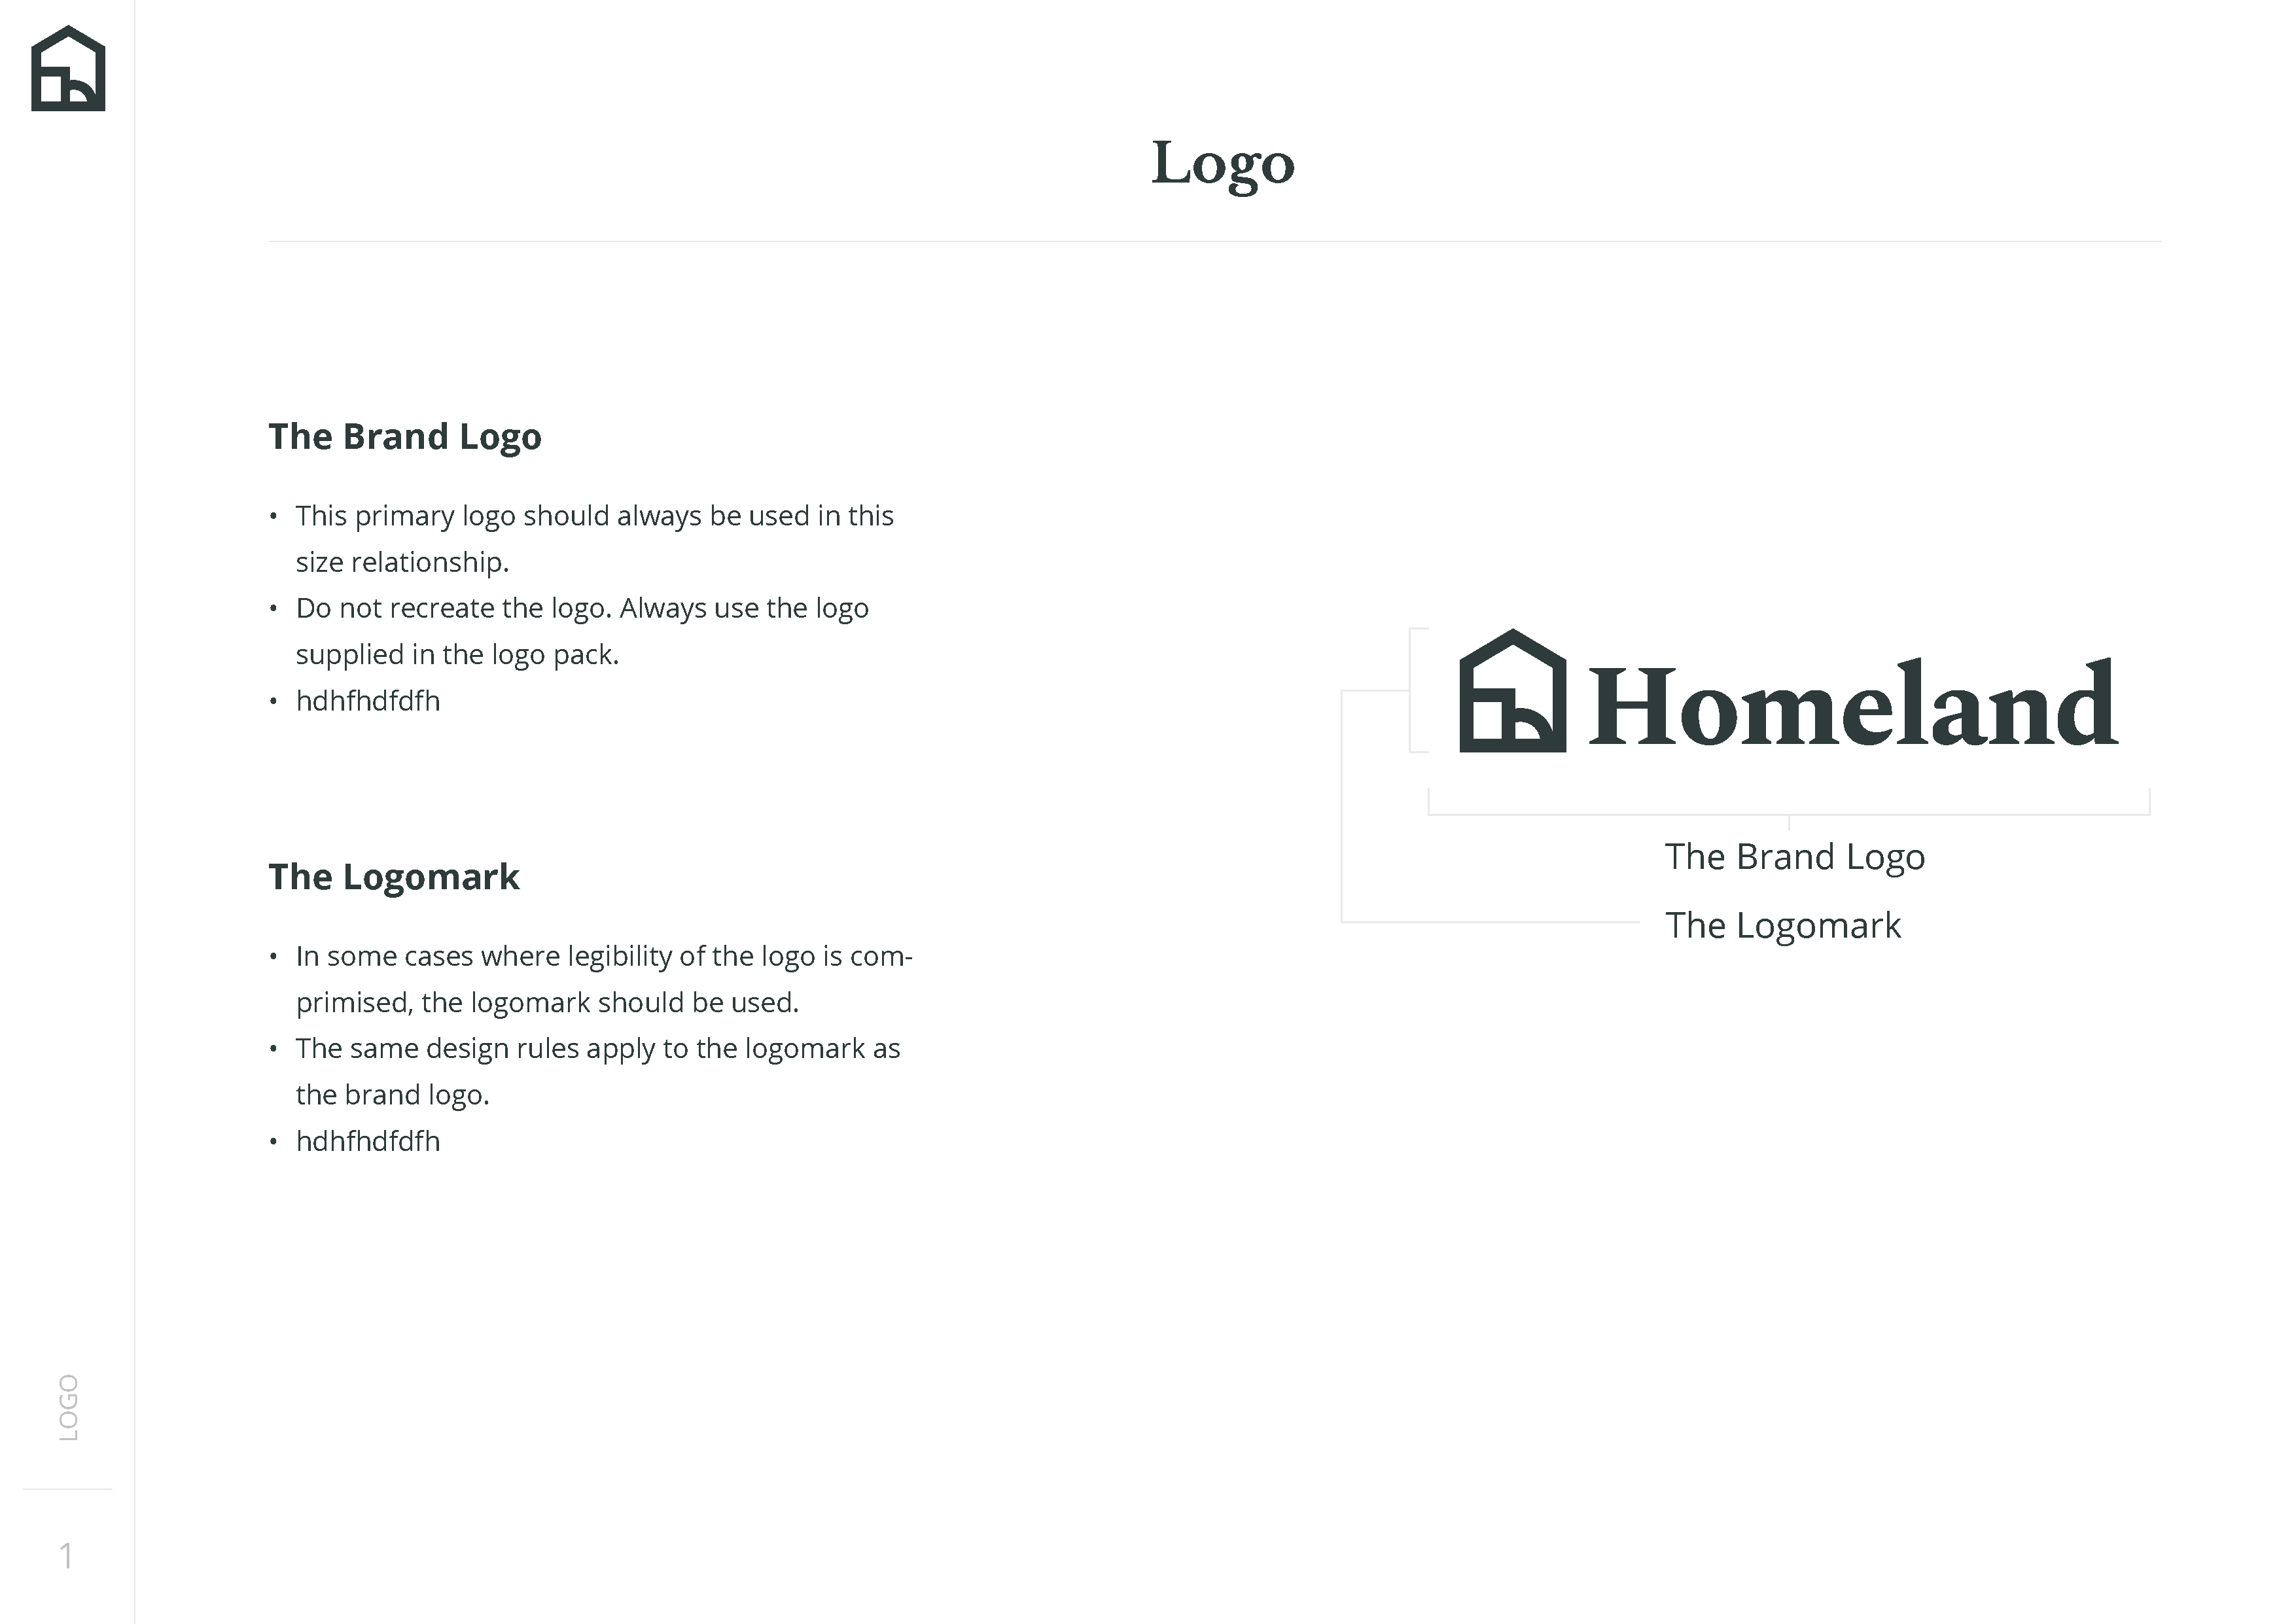 Logo
The Brand Logo
• This primary logo should always be used in this
size relationship.
• Do not recreate the logo. Always use the logo
supplied in the logo pack.
• hdhfhdfdfh
The Logomark
• In some cases where legibility of the logo is com-
primised, the logomark should be used.
• The same design rules apply to the logomark as
the brand logo.
• hdhfhdfdfh
Homeland
The Brand Logo
The Logomark
LOGO
1